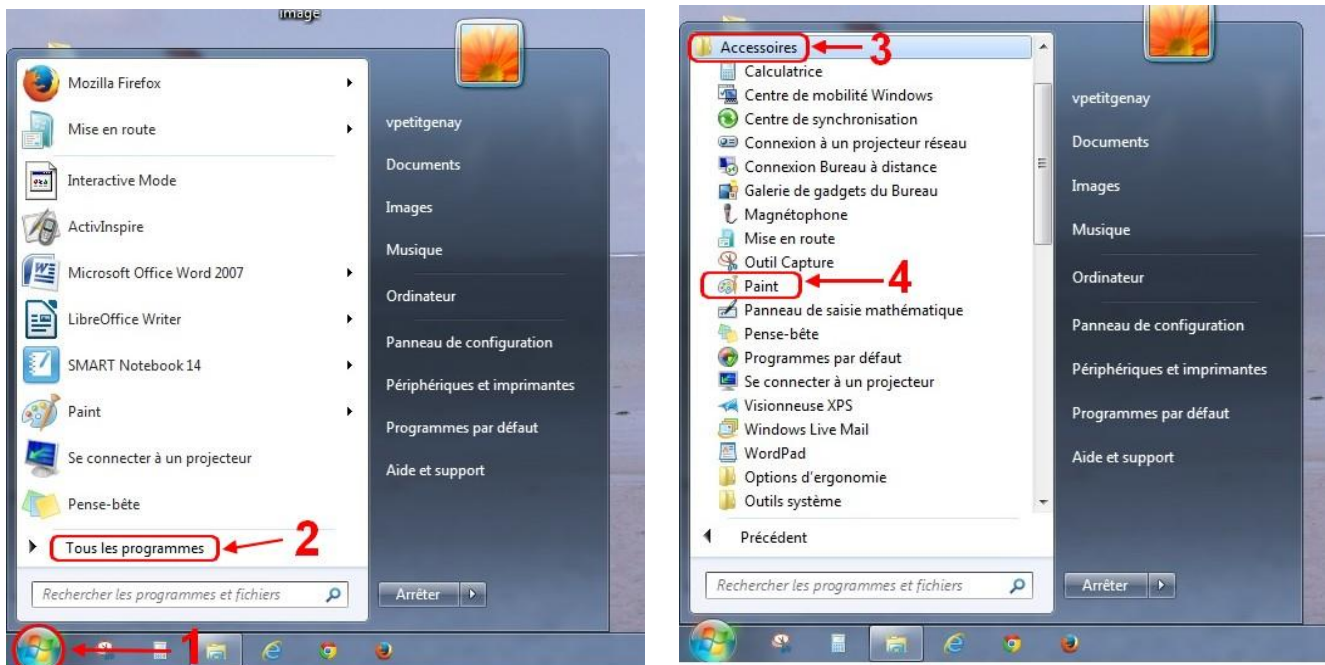 image
Mozilla Firefox
Mise en route
Interactive Mode
ActivInspire
Microsoft Office Word 2007
LibreOffice Writer
SMART Notebook 14
Paint
Se connecter à un projecteur
Pense-bête
Tous les programmes
2
Rechercher les programmes et fichiers
vpetitgenay
Documents
Images
Musique
Ordinateur
Panneau de configuration
Périphériques et imprimantes
Programmes par défaut
Aide et support
Arrêter
1
Accessoires
3
Calculatrice
Centre de mobilité Windows
Centre de synchronisation
Connexion à un projecteur réseau
Connexion Bureau à distance
Galerie de gadgets du Bureau
Magnétophone
Mise en route
Outil Capture
Paint
4
Panneau de saisie mathématique
Pense-bête
Programmes par défaut
Se connecter à un projecteur
Visionneuse XPS
Windows Live Mail
WordPad
Options d'ergonomie
Outils système
Précédent
Rechercher les programmes et fichiers
vpetitgenay
Documents
Images
Musique
Ordinateur
Panneau de configuration
Périphériques et imprimantes
Programmes par défaut
Aide et support
Arrêter